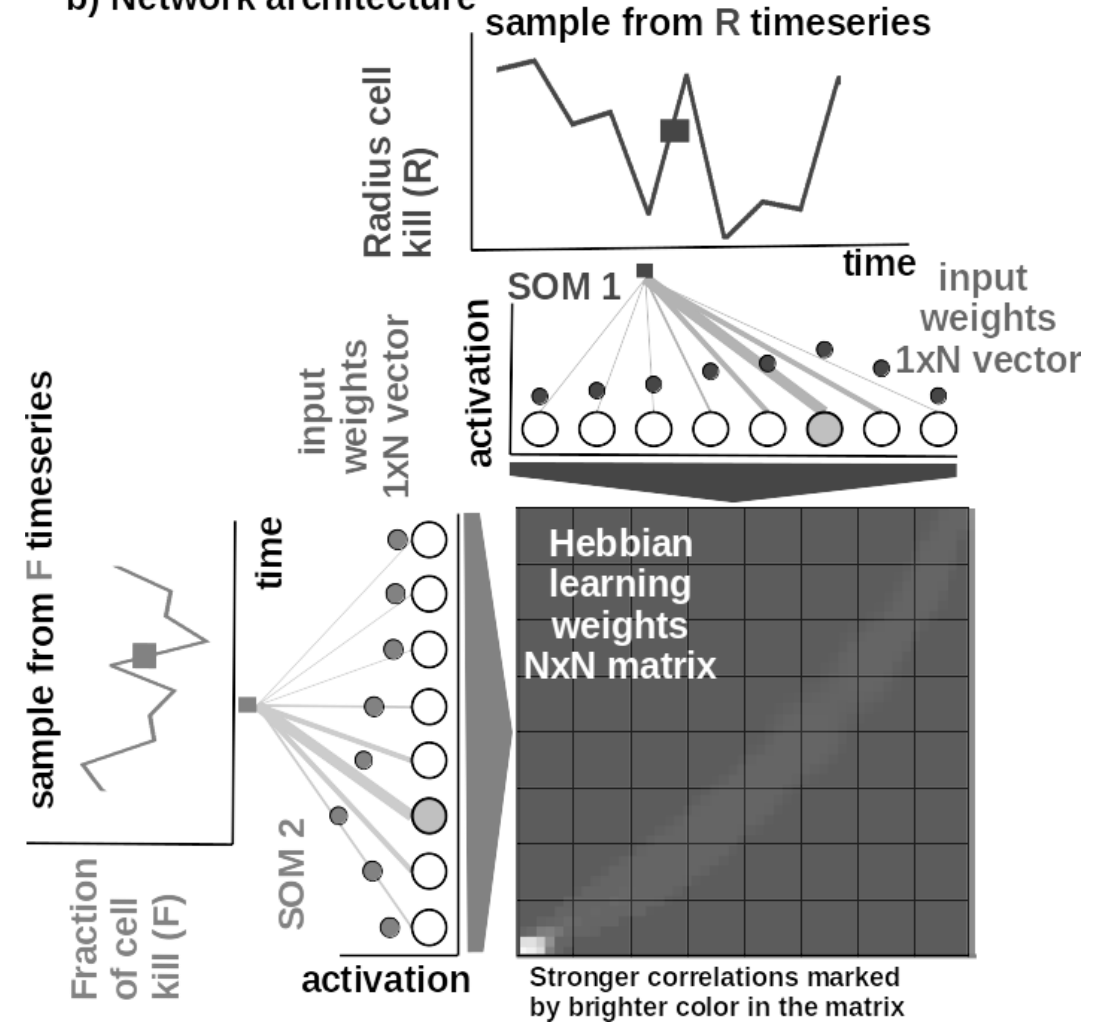 b) Network architecture
sample from R timeseries
Radius cell
kill (R)
time
SOM 1
input
weights
1xN vector
activation
input
weights
1xN vector
sample from F timeseries
time
Hebbian
learning
weights
NxN matrix
SOM 2
Fraction
of cell
kill (F)
activation
Stronger correlations marked
by brighter color in the matrix